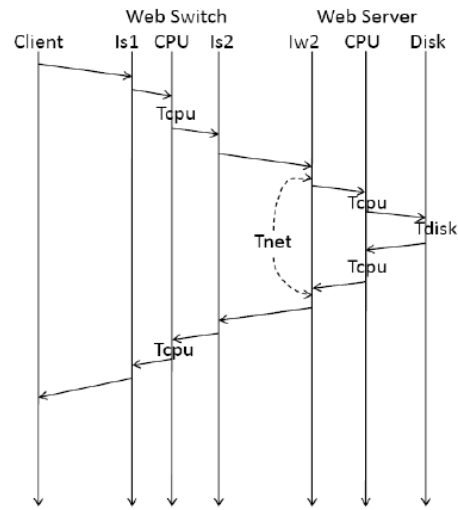 Web Switch Web Server
Client Is1 CPU Is2 Iw2 CPU Disk
Tcpu
Tcpu
Tdisk
Tnet
Tcpu
Tcpu